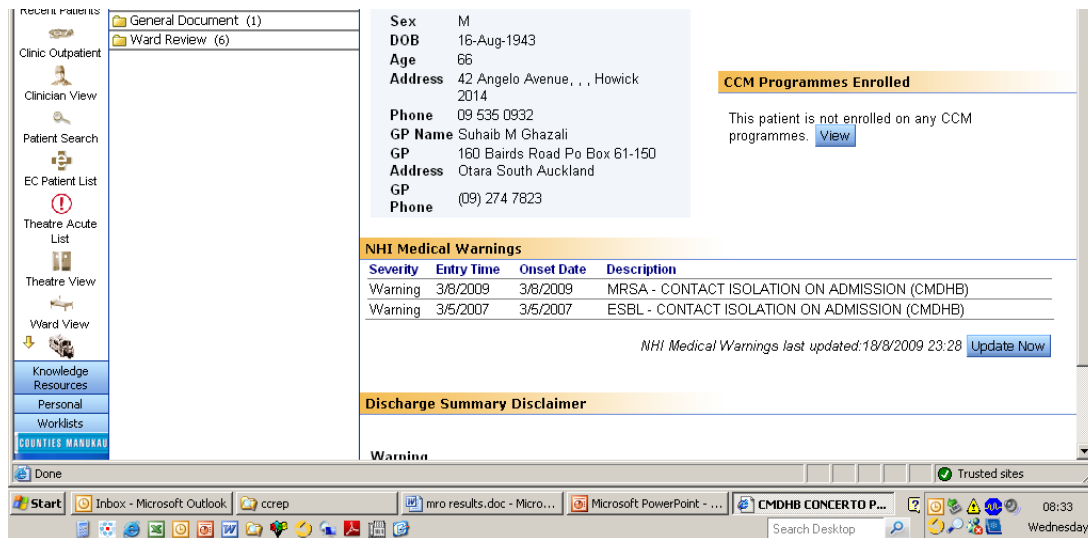 Recent Patients
Clinic Outpatient
Clinician View
Patient Search
EC Patient List
Theatre Acute
List
Theatre View
Ward View
Knowledge
Resources
Personal
Worklists
COUNTIES MANUKAU
General Document (1)
Ward Review (6)
Sex M
DOB 16-Aug-1943
Age 66
Address 42 Angelo Avenue, , , Howick
2014
Phone 09 535 0932
GP Name Suhaib M Ghazali
GP 160 Bairds Road Po Box 61-150
Address Otara South Auckland
GP
Phone (09) 274 7823
CCM Programmes Enrolled
This patient is not enrolled on any CCM
programmes. View
NHI Medical Warnings
Severity Entry Time Onset Date Description
Warning 3/8/2009 3/8/2009 MRSA - CONTACT ISOLATION ON ADMISSION (CMDHB)
Warning 3/5/2007 3/5/2007 ESBL - CONTACT ISOLATION ON ADMISSION (CMDHB)
NHI Medical Warnings last updated:18/8/2009 23:28 Update Now
Discharge Summary Disclaimer
Warning
Done Trusted sites
Start Inbox - Microsoft Outlook ccrep mro results.doc - Micro... Microsoft PowerPoint - ... CMDHB CONCERTO P... 08:33
Search Desktop Wednesday